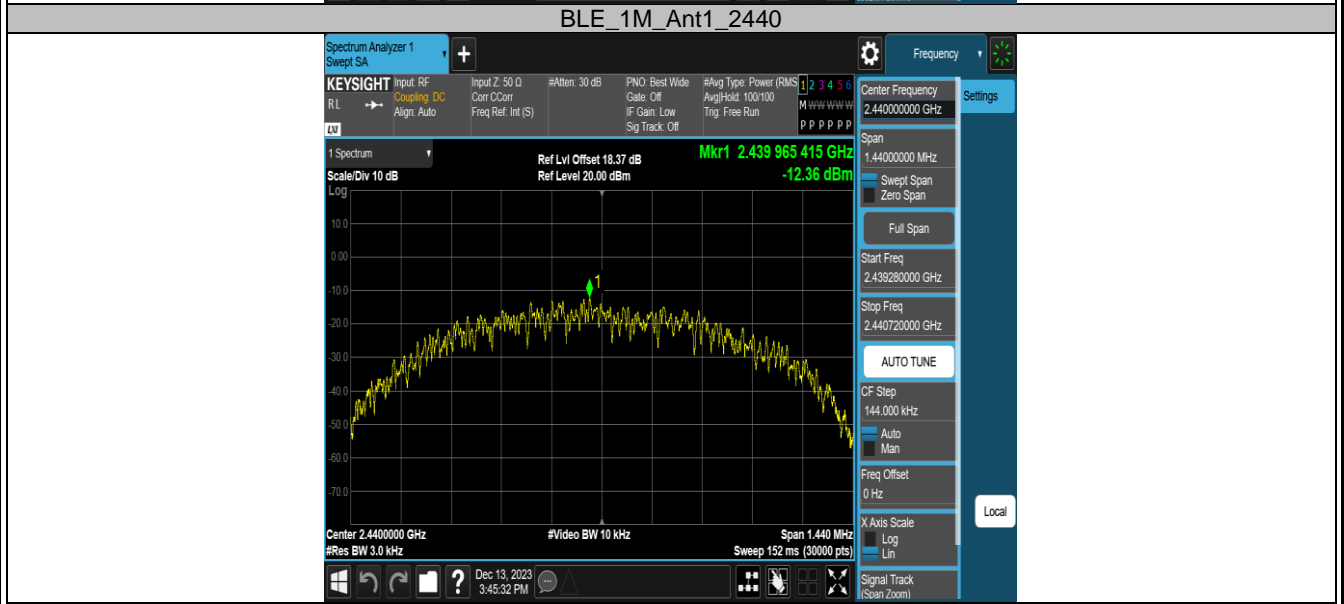 BLE_1M_Ant1_2440
Spectrum Analyzer 1
Swept SA
+
Frequency
KEYSIGHT
RL
LXI
Input: RF
Coupling: DC
Align: Auto
Input Z: 50 Ω
Corr CCorr
Freq Ref: Int (S)
#Atten: 30 dB
PNO: Best Wide
Gate: Off
IF Gain: Low
Sig Track: Off
#Avg Type: Power (RMS
Avg|Hold: 100/100
Trig: Free Run
1 2 3 4 5 6
M W W W W W
P P P P P P
1 Spectrum
Scale/Div 10 dB
Ref Lvl Offset 18.37 dB
Ref Level 20.00 dBm
Mkr1 2.439 965 415 GHz
-12.36 dBm
Log
10.0
0.00
-10.0
-20.0
-30.0
-40.0
-50.0
-60.0
-70.0
1
Center 2.4400000 GHz
#Res BW 3.0 kHz
#Video BW 10 kHz
Span 1.440 MHz
Sweep 152 ms (30000 pts)
?
Dec 13, 2023
3:45:32 PM
Center Frequency
2.440000000 GHz
Settings
Span
1.44000000 MHz
Swept Span
Zero Span
Full Span
Start Freq
2.439280000 GHz
Stop Freq
2.440720000 GHz
AUTO TUNE
CF Step
144.000 kHz
Auto
Man
Freq Offset
0 Hz
X Axis Scale
Log
Lin
Local
Signal Track
(Span Zoom)